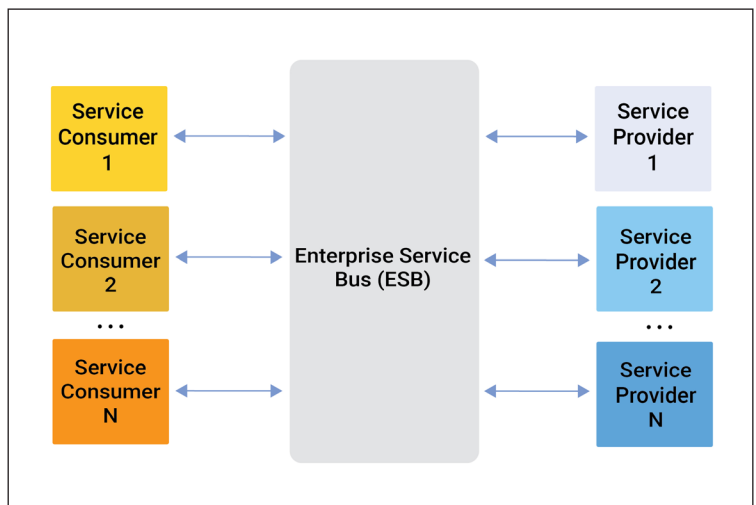 Service
Consumer
1
Service
Consumer
2
...
Service
Consumer
N
Enterprise Service
Bus (ESB)
Service
Provider
1
Service
Provider
2
...
Service
Provider
N